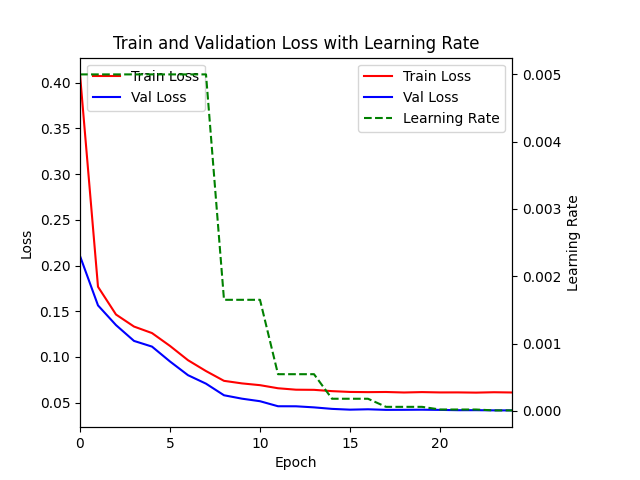 Train and Validation Loss with Learning Rate
Train Loss
Val Loss
Train Loss
Val Loss
Learning Rate
0.40
0.35
0.30
0.25
0.20
0.15
0.10
0.05
Loss
0.005
0.004
0.003
0.002
0.001
0.000
Learning Rate
0
5
10
15
20
Epoch